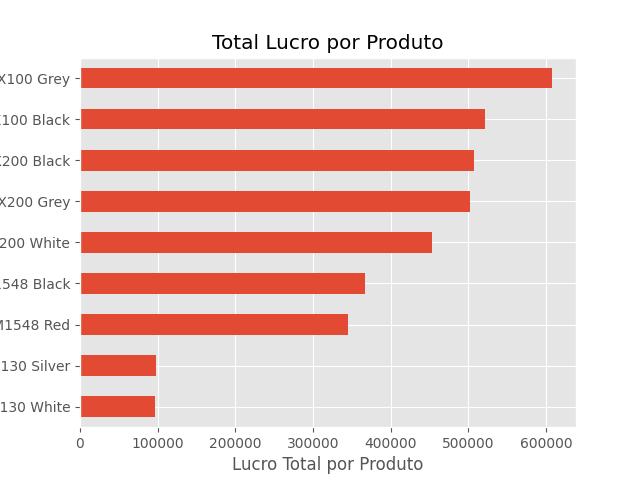 Total Lucro por Produto
X100 Grey
100 Black
200 Black
X200 Grey
200 White
1548 Black
M1548 Red
130 Silver
130 White
0 100000 200000 300000 400000 500000 600000
Lucro Total por Produto